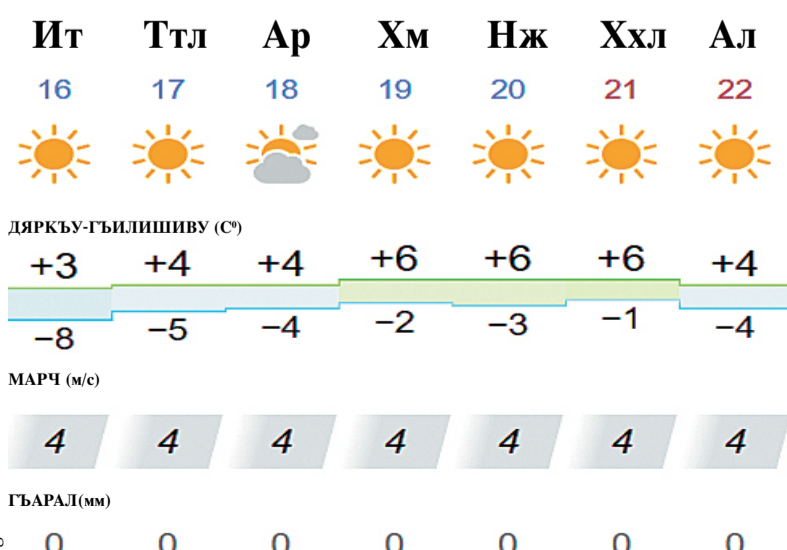 Ит Ттл Ар Хм Нж Ххл Ал
16 17 18 19 20 21 22
ДЯРКЪУ-ГЪИЛИШИВУ (С⁰)
+3 +4 +4 +6 +6 +6 +4
−8 −5 −4 −2 −3 −1 −4
МАРЧ (м/с)
4 4 4 4 4 4 4
ГЪАРАЛ(мм)
0 0 0 0 0 0 0